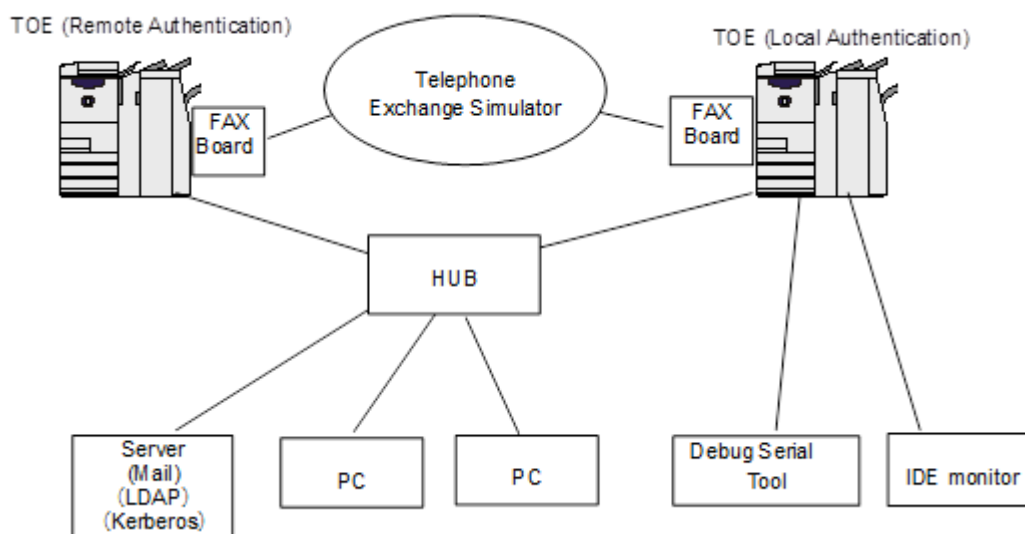 TOE (Remote Authentication)
TOE (Local Authentication)
Telephone
Exchange Simulator
FAX
Board
FAX
Board
HUB
Server
(Mail)
(LDAP)
(Kerberos)
PC
PC
Debug Serial
Tool
IDE monitor